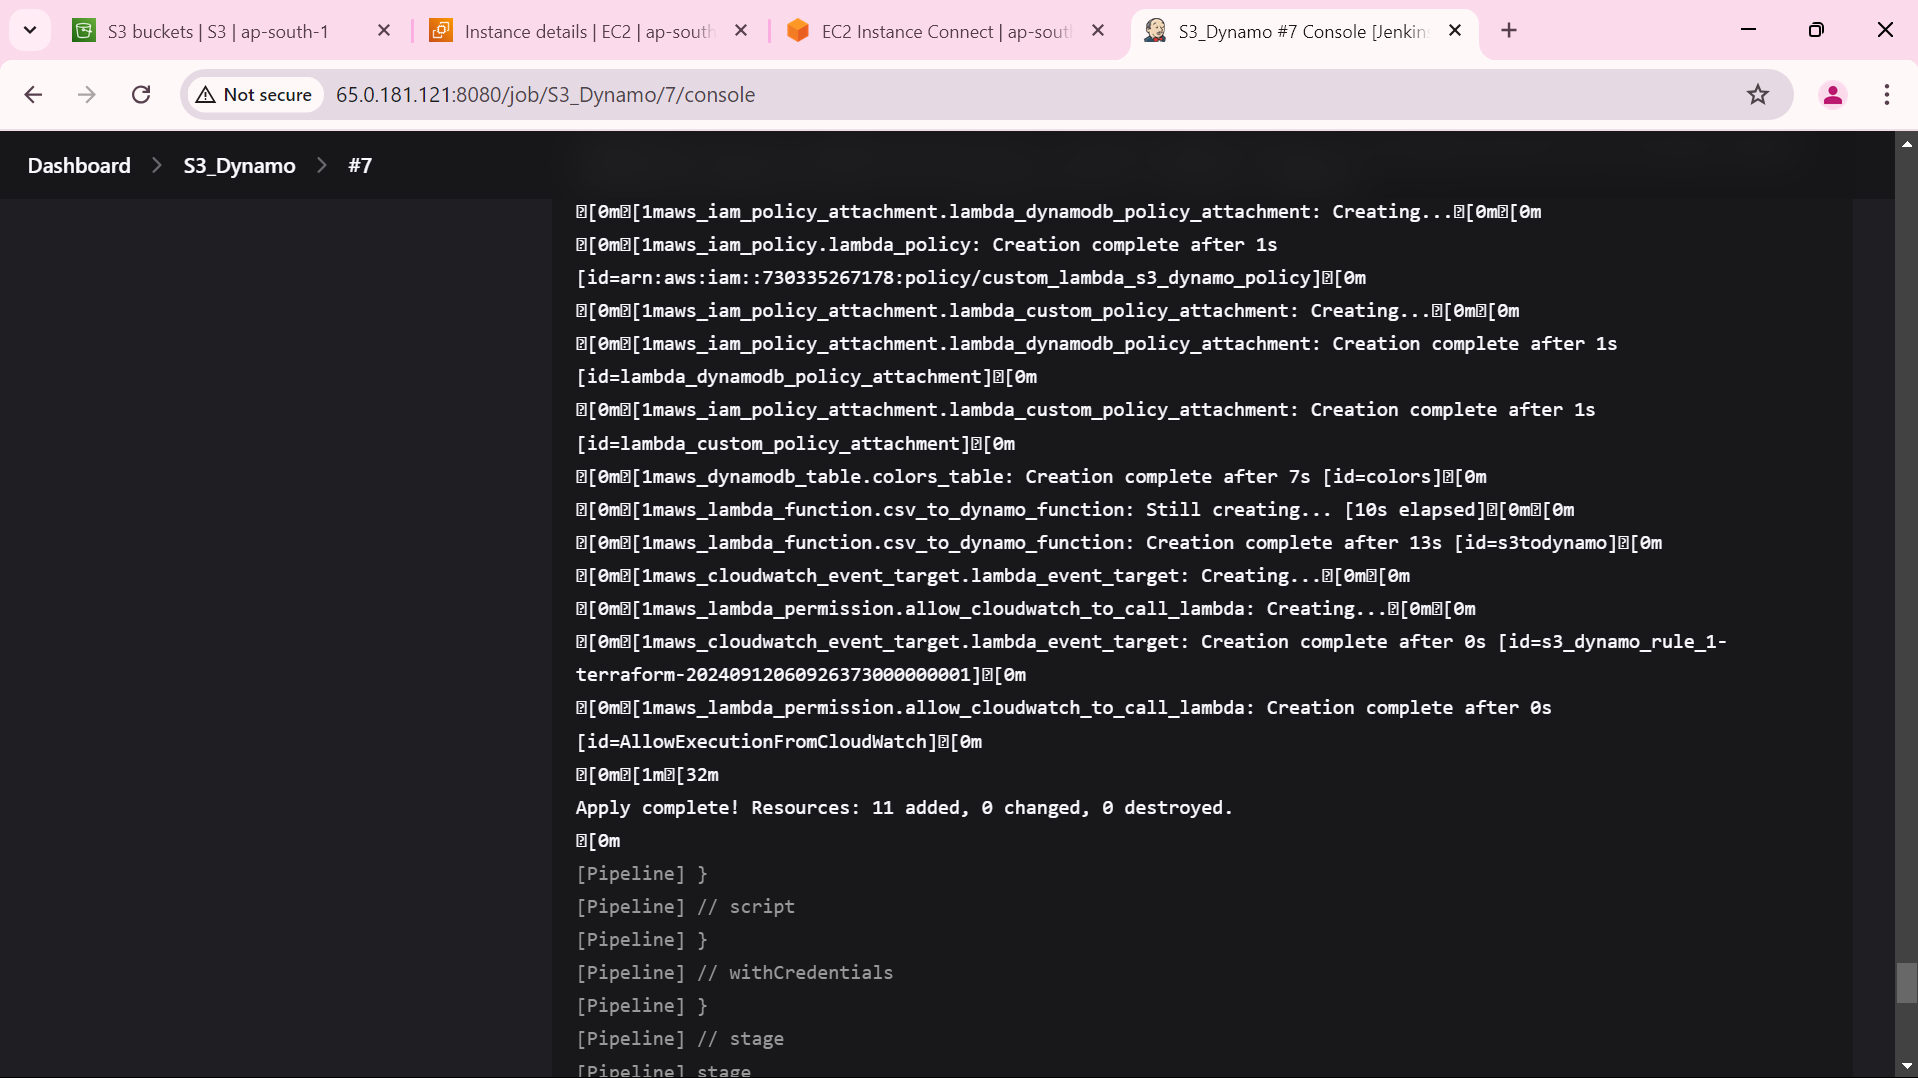 S3 buckets | S3 | ap-south-1
Instance details | EC2 | ap-south
EC2 Instance Connect | ap-sout
S3_Dynamo #7 Console [Jenkins
Not secure
65.0.181.121:8080/job/S3_Dynamo/7/console
Dashboard > S3_Dynamo > #7
␛[0m␛[1maws_iam_policy_attachment.lambda_dynamodb_policy_attachment: Creating...␛[0m␛[0m
␛[0m␛[1maws_iam_policy.lambda_policy: Creation complete after 1s
[id=arn:aws:iam::730335267178:policy/custom_lambda_s3_dynamo_policy]␛[0m
␛[0m␛[1maws_iam_policy_attachment.lambda_custom_policy_attachment: Creating...␛[0m␛[0m
␛[0m␛[1maws_iam_policy_attachment.lambda_dynamodb_policy_attachment: Creation complete after 1s
[id=lambda_dynamodb_policy_attachment]␛[0m
␛[0m␛[1maws_iam_policy_attachment.lambda_custom_policy_attachment: Creation complete after 1s
[id=lambda_custom_policy_attachment]␛[0m
␛[0m␛[1maws_dynamodb_table.colors_table: Creation complete after 7s [id=colors]␛[0m
␛[0m␛[1maws_lambda_function.csv_to_dynamo_function: Still creating... [10s elapsed]␛[0m␛[0m
␛[0m␛[1maws_lambda_function.csv_to_dynamo_function: Creation complete after 13s [id=s3todynamo]␛[0m
␛[0m␛[1maws_cloudwatch_event_target.lambda_event_target: Creating...␛[0m␛[0m
␛[0m␛[1maws_lambda_permission.allow_cloudwatch_to_call_lambda: Creating...␛[0m␛[0m
␛[0m␛[1maws_cloudwatch_event_target.lambda_event_target: Creation complete after 0s [id=s3_dynamo_rule_1-
terraform-20240912060926373000000001]␛[0m
␛[0m␛[1maws_lambda_permission.allow_cloudwatch_to_call_lambda: Creation complete after 0s
[id=AllowExecutionFromCloudWatch]␛[0m
␛[0m␛[1m␛[32m
Apply complete! Resources: 11 added, 0 changed, 0 destroyed.
␛[0m
[Pipeline] }
[Pipeline] // script
[Pipeline] }
[Pipeline] // withCredentials
[Pipeline] }
[Pipeline] // stage
[Pipeline] stage